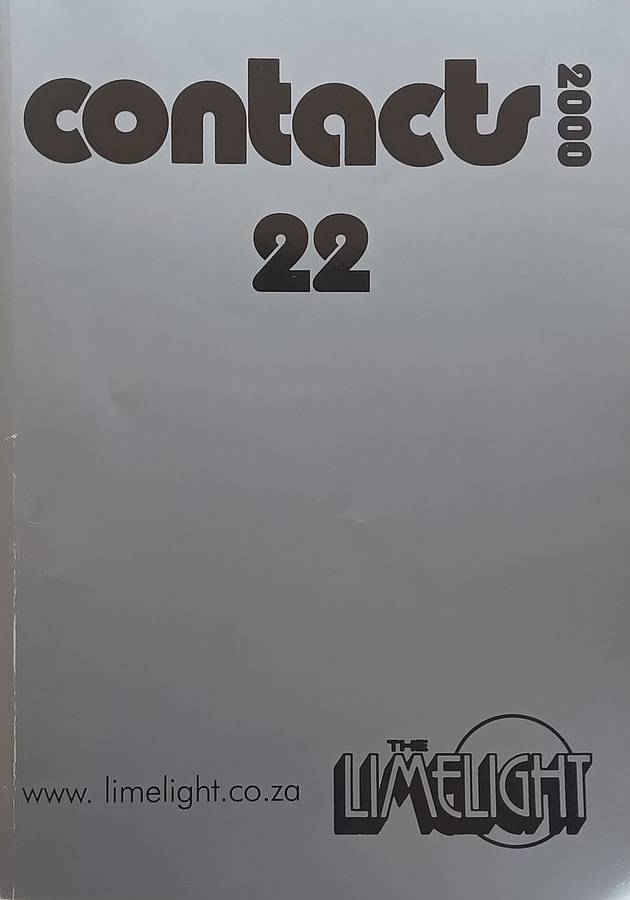 contacts 2000
22
THE
LIMELIGHT
www. limelight.co.za